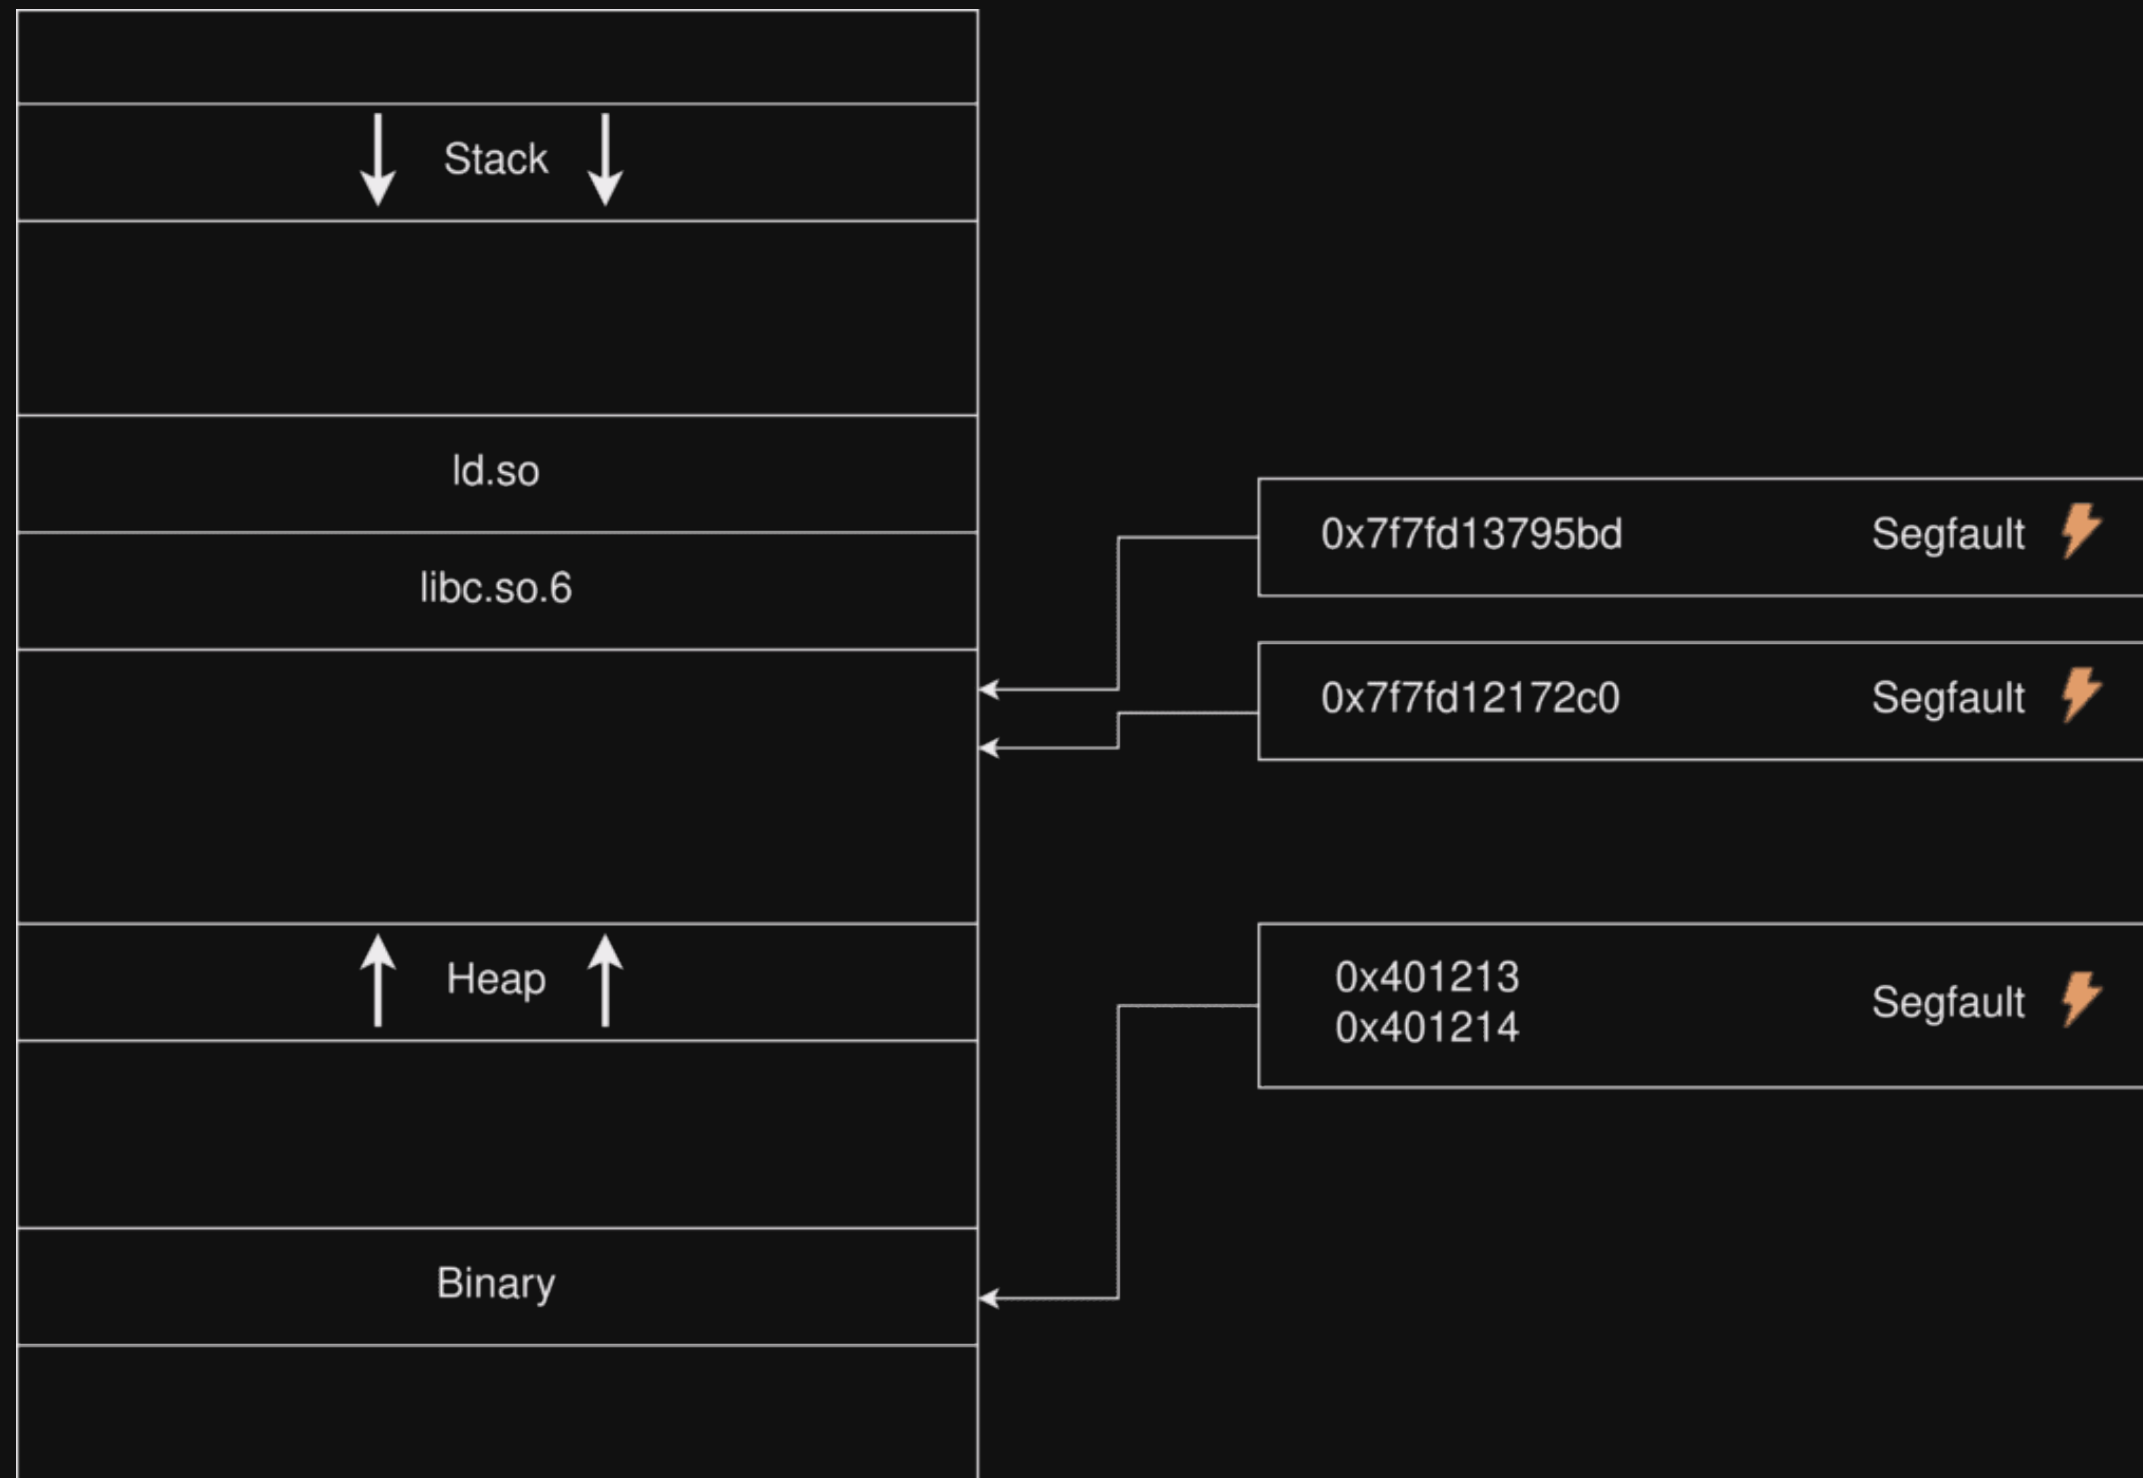 Stack
ld.so
libc.so.6
Heap
Binary
0x7f7fd13795bd Segfault
0x7f7fd12172c0 Segfault
0x401213
0x401214
Segfault